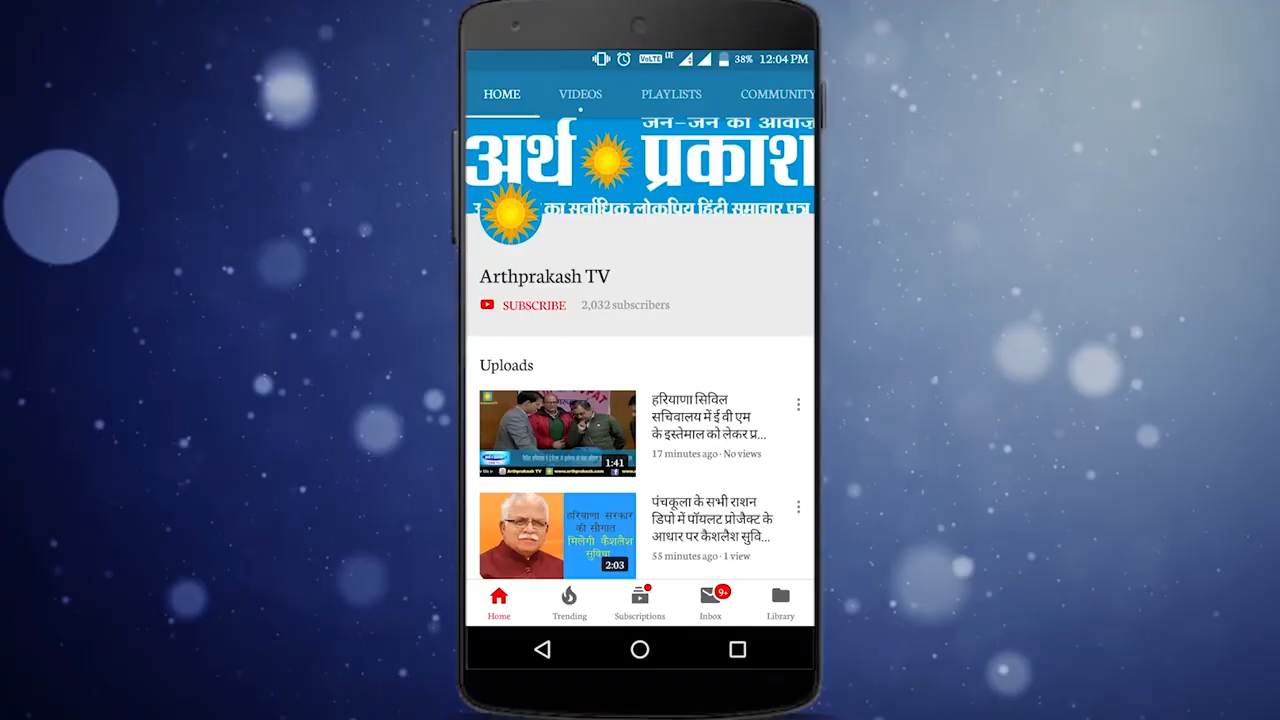 VoLTE LTE 38% 12:04 PM
HOME VIDEOS PLAYLISTS COMMUNITY
जन-जन की आवाज़
अर्थ प्रकाश
का सर्वाधिक लोकप्रिय हिंदी समाचार पत्र
Arthprakash TV
SUBSCRIBE 2,032 subscribers
Uploads
हरियाणा सिविल
सचिवालय में ई वी एम
के इस्तेमाल को लेकर प्र...
17 minutes ago · No views
1:41
Arthprakash TV www.arthprakash.com
पंचकूला के सभी राशन
डिपो में पॉयलट प्रोजैक्ट के
आधार पर कैशलैश सुवि...
55 minutes ago · 1 view
हरियाणा सरकार
की सौगात
मिलेगी कैशलैश
सुविधा
2:03
9+
Home Trending Subscriptions Inbox Library